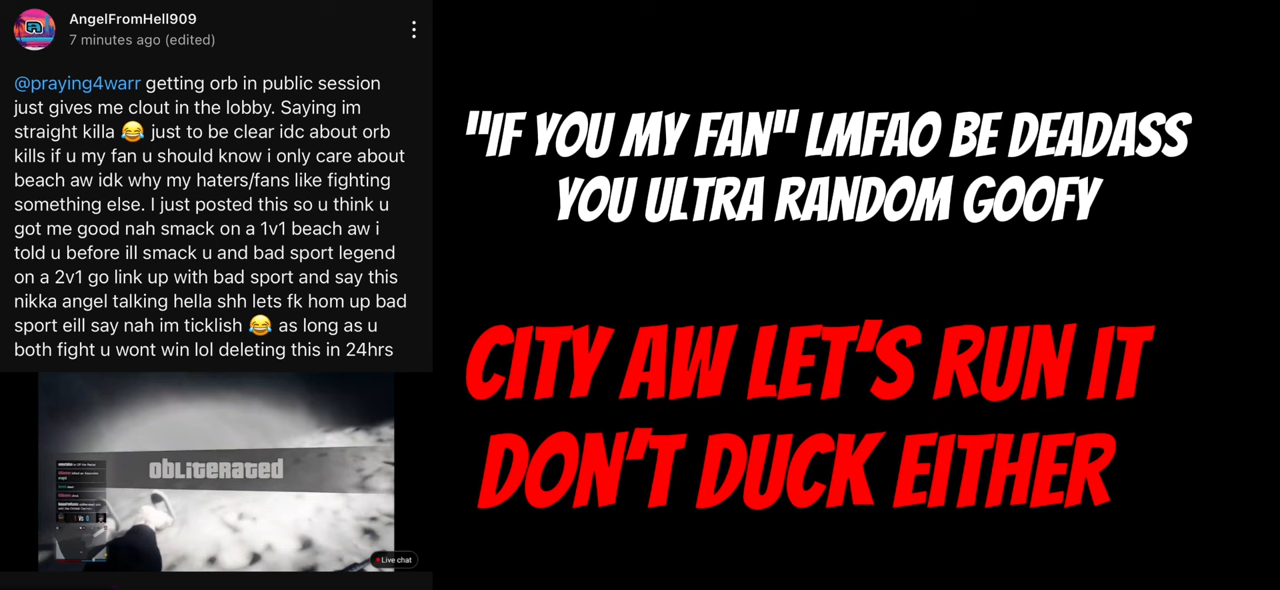 AngelFromHell909
7 minutes ago (edited)
@praying4warr getting orb in public session
just gives me clout in the lobby. Saying im
straight killa 😂 just to be clear idc about orb
kills if u my fan u should know i only care about
beach aw idk why my haters/fans like fighting
something else. I just posted this so u think u
got me good nah smack on a 1v1 beach aw i
told u before ill smack u and bad sport legend
on a 2v1 go link up with bad sport and say this
nikka angel talking hella shh lets fk hom up bad
sport eill say nah im ticklish 😂 as long as u
both fight u wont win lol deleting this in 24hrs
obliterated
Live chat
"IF YOU MY FAN" LMFAO BE DEADASS
YOU ULTRA RANDOM GOOFY
CITY AW LET'S RUN IT
DON'T DUCK EITHER